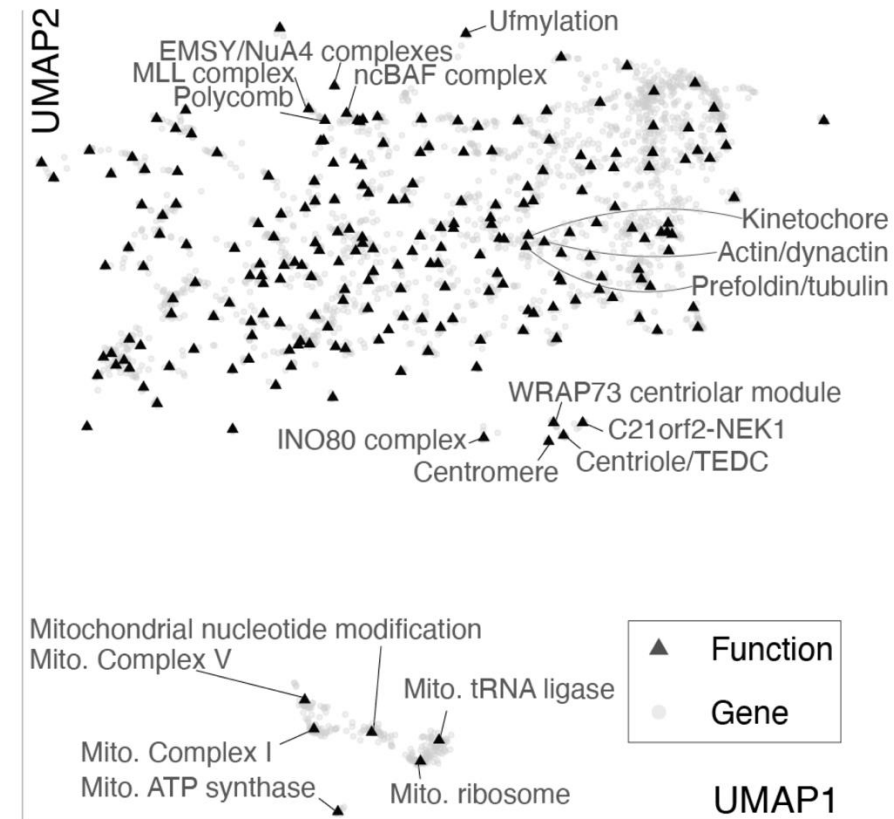 UMAP2
Ufmylation
EMSY/NuA4 complexes
MLL complex
ncBAF complex
Polycomb
Kinetochore
Actin/dynactin
Prefoldin/tubulin
WRAP73 centriolar module
C21orf2-NEK1
INO80 complex
Centriole/TEDC
Centromere
Mitochondrial nucleotide modification
Mito. Complex V
Mito. tRNA ligase
Mito. Complex I
Mito. ATP synthase
Mito. ribosome
Function
Gene
UMAP1